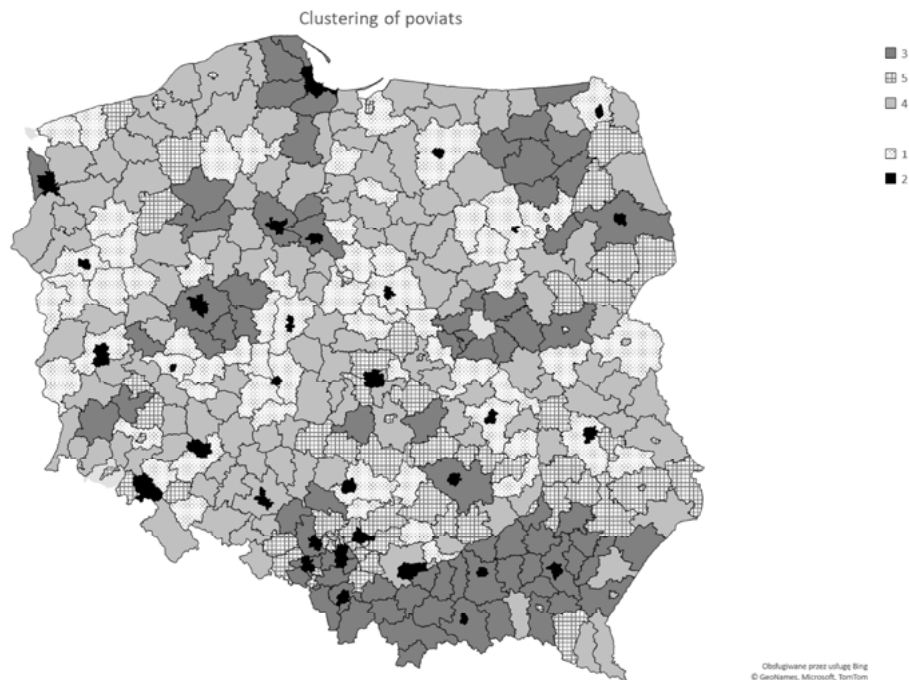 Clustering of poviats
3
5
4
1
2
Obsługiwane przez usługę Bing
© GeoNames, Microsoft, TomTom